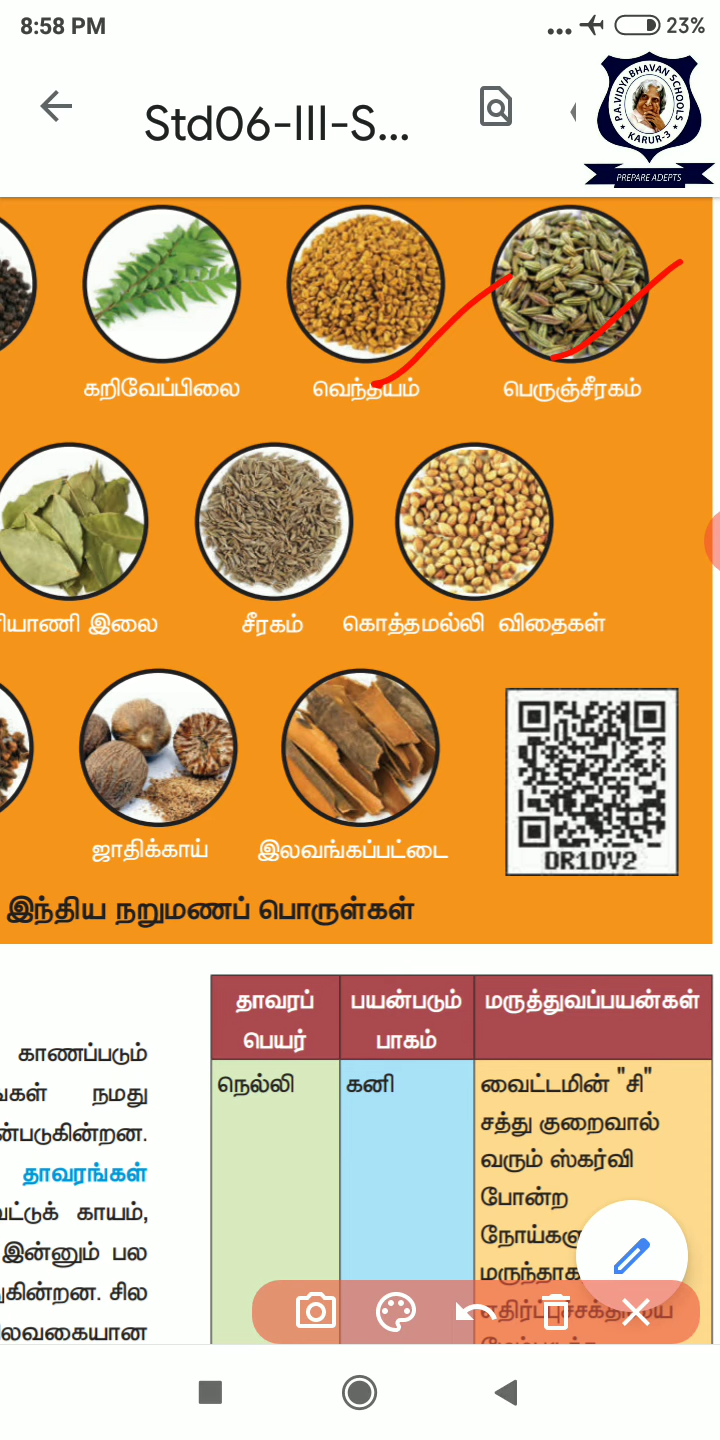 8:58 PM
23%
Std06-III-S...
P.A.VIDYABHAVAN SCHOOLS
KARUR-3
PREPARE ADEPTS
கறிவேப்பிலை வெந்தயம் பெருஞ்சீரகம்
இலை சீரகம் கொத்தமல்லி விதைகள்
ஜாதிக்காய் இலவங்கப்பட்டை
DR1DV2
இந்திய நறுமணப் பொருள்கள்
காணப்படும்
நமது
தாவரங்கள்
காயம்,
இன்னும் பல
சில
தாவரப் பெயர் பயன்படும் பாகம் மருத்துவப்பயன்கள்
நெல்லி கனி வைட்டமின் "சி"
சத்து குறைவால்
வரும் ஸ்கர்வி
போன்ற